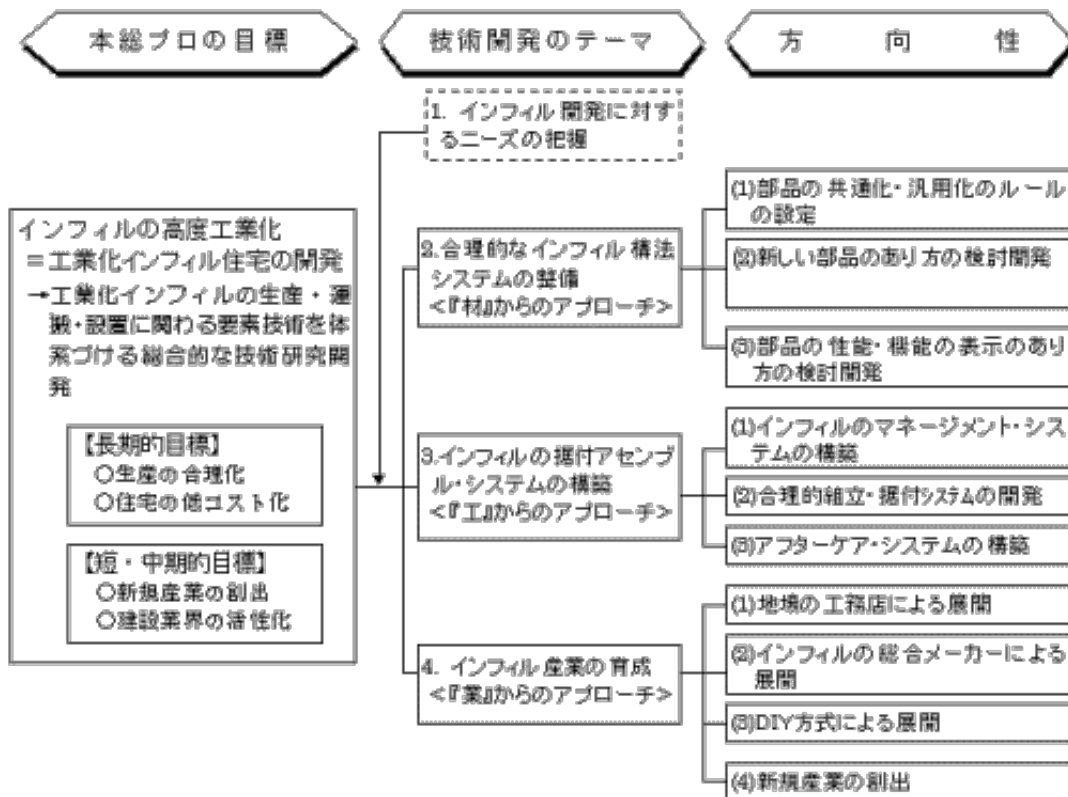 本総プロの目標
技術開発のテーマ
方向性
1. インフィル開発に対す
るニーズの把握
インフィルの高度工業化
＝工業化インフィル住宅の開発
→工業化インフィルの生産・運
搬・設置に関わる要素技術を体
系づける総合的な技術研究開
発
【長期的目標】
○生産の合理化
○住宅の低コスト化
【短・中期的目標】
○新規産業の創出
○建設業界の活性化
2.合理的なインフィル構法
システムの整備
<『材』からのアプローチ>
(1)部品の共通化・汎用化のルール
の設定
(2)新しい部品のあり方の検討開発
(3)部品の性能・機能の表示のあり
方の検討開発
3.インフィルの据付アセンブ
ル・システムの構築
<『工』からのアプローチ>
(1)インフィルのマネージメント・シス
テムの構築
(2)合理的組立・据付システムの開発
(3)アフターケア・システムの構築
4. インフィル産業の育成
<『業』からのアプローチ>
(1)地場の工務店による展開
(2)インフィルの総合メーカーによる
展開
(3)DIY方式による展開
(4)新規産業の創出